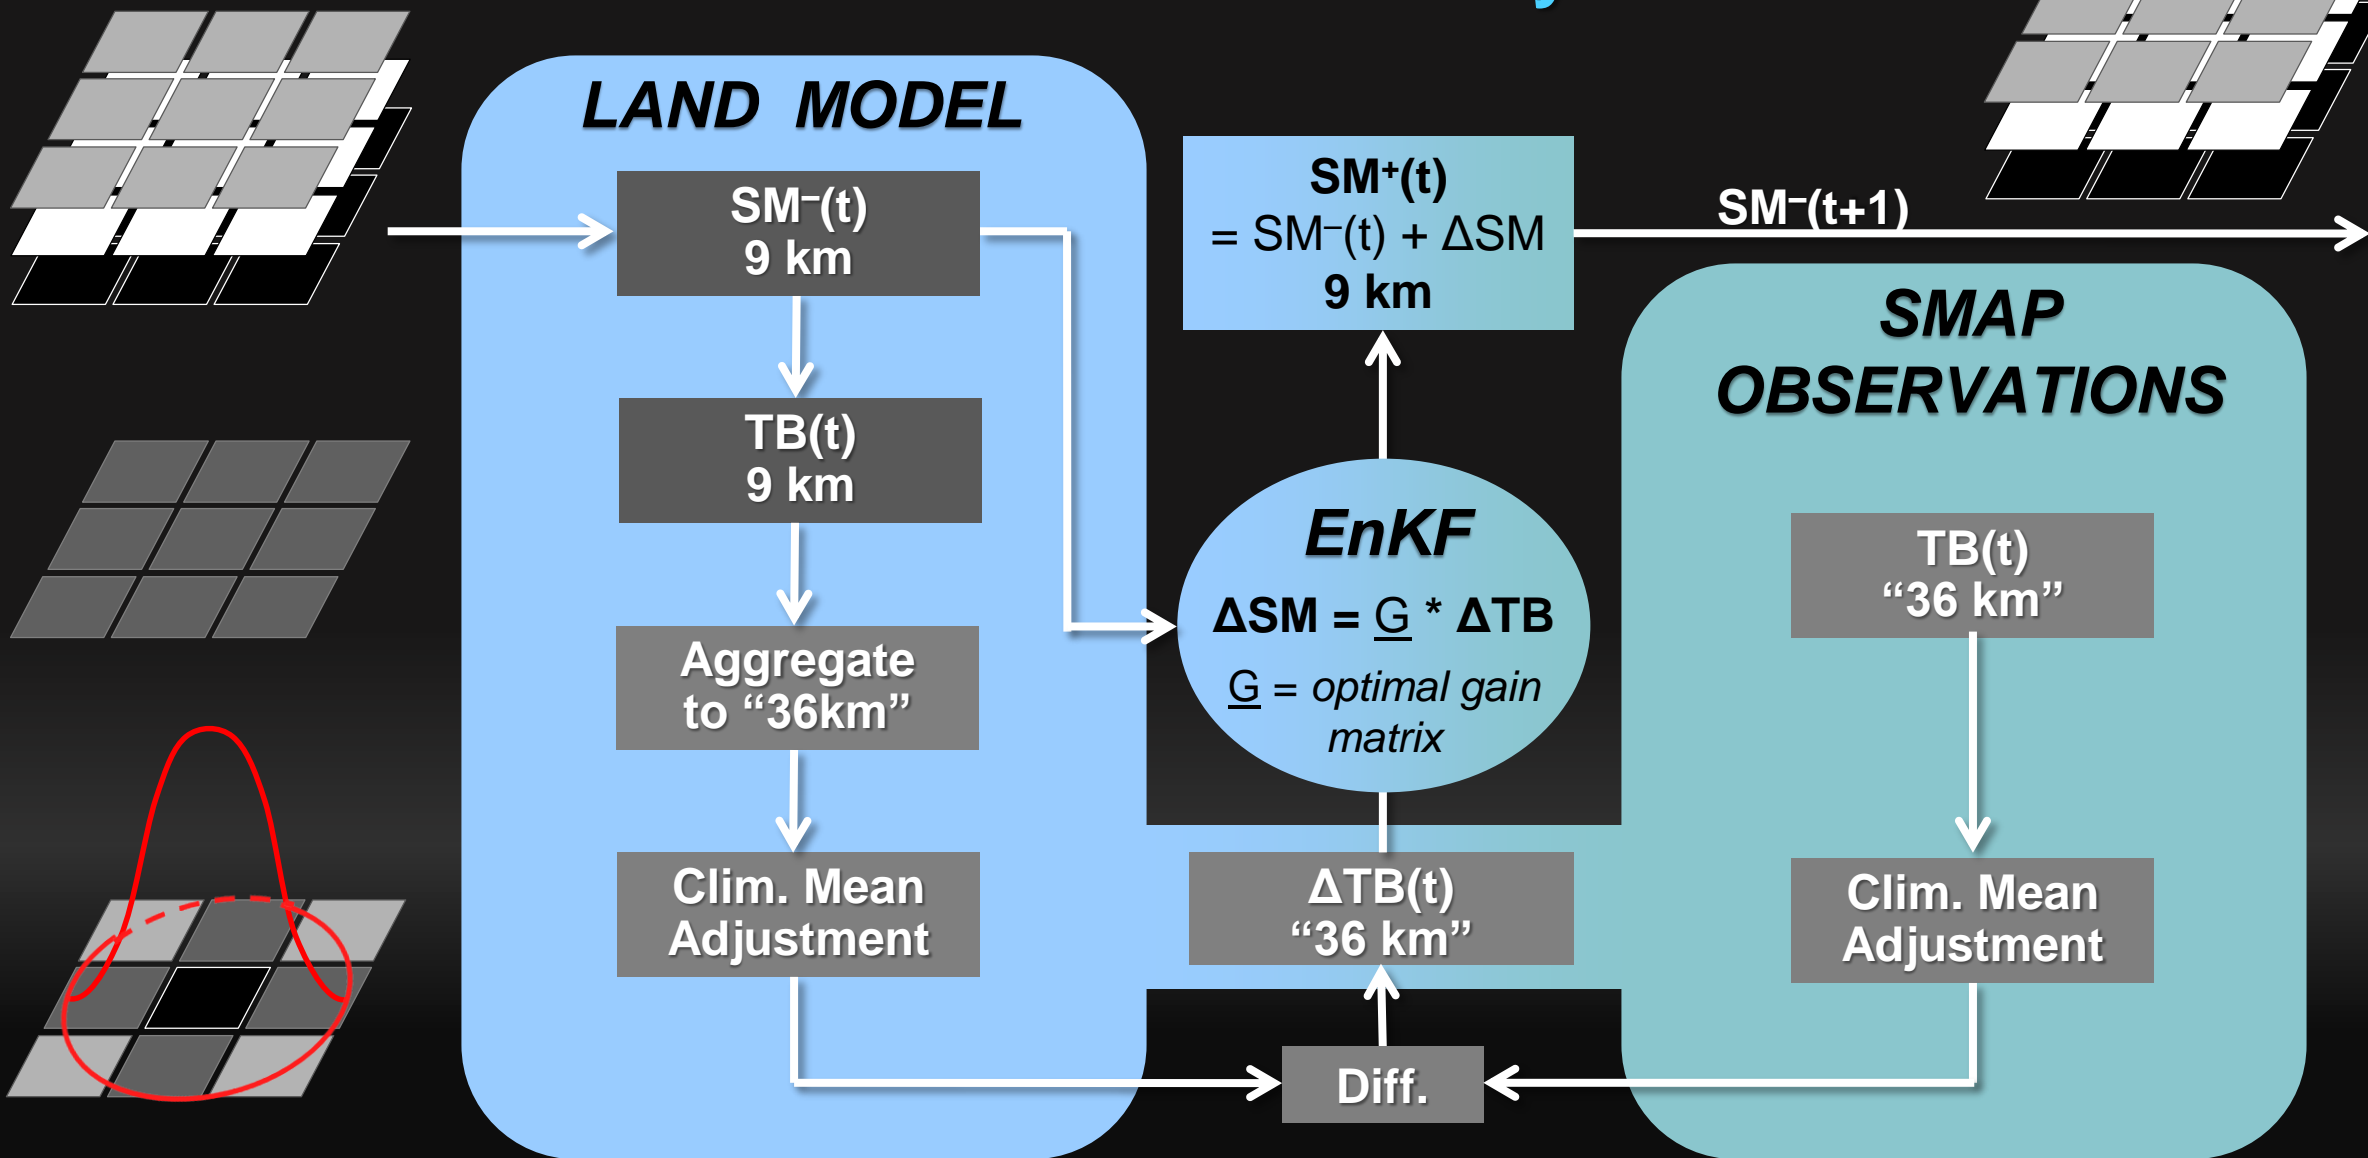 LAND MODEL
SM⁻(t)
9 km
TB(t)
9 km
Aggregate
to “36km”
Clim. Mean
Adjustment
SM⁺(t)
= SM⁻(t) + ΔSM
9 km
EnKF
ΔSM = G * ΔTB
G = optimal gain
matrix
ΔTB(t)
“36 km”
Diff.
SM⁻(t+1)
SMAP
OBSERVATIONS
TB(t)
“36 km”
Clim. Mean
Adjustment